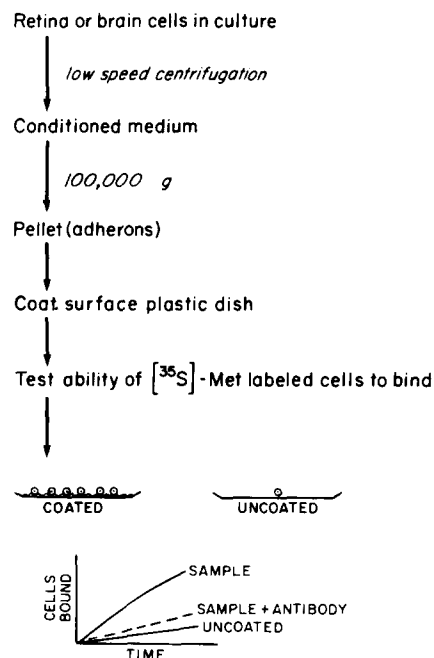 Retina or brain cells in culture
low speed centrifugation
Conditioned medium
100,000 g
Pellet (adherons)
Coat surface plastic dish
Test ability of [³⁵S]-Met labeled cells to bind
COATED UNCOATED
CELLS BOUND
SAMPLE
SAMPLE + ANTIBODY
UNCOATED
TIME